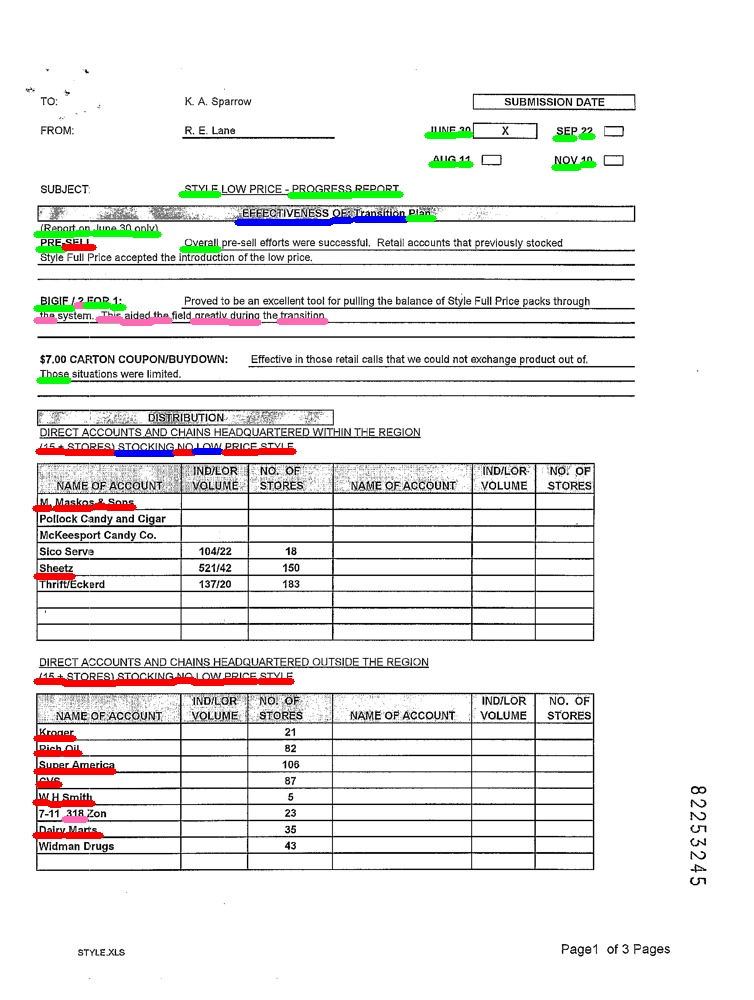 TO: K. A. Sparrow SUBMISSION DATE
FROM: R. E. Lane JUNE 30 X SEP 22
AUG 11 NOV 10
SUBJECT: STYLE LOW PRICE - PROGRESS REPORT
EFFECTIVENESS OF: Transition Plan
(Report on June 30 only)
PRE-SELL Overall pre-sell efforts were successful. Retail accounts that previously stocked
Style Full Price accepted the introduction of the low price.
BIGIF / 2 FOR 1: Proved to be an excellent tool for pulling the balance of Style Full Price packs through
the system. This aided the field greatly during the transition.
$7.00 CARTON COUPON/BUYDOWN: Effective in those retail calls that we could not exchange product out of.
Those situations were limited.
DISTRIBUTION
DIRECT ACCOUNTS AND CHAINS HEADQUARTERED WITHIN THE REGION
(15 + STORES) STOCKING NO LOW PRICE STYLE
IND/LOR NO. OF IND/LOR NO. OF
NAME OF ACCOUNT VOLUME STORES NAME OF ACCOUNT VOLUME STORES
M. Maskos & Sons
Pollock Candy and Cigar
McKeesport Candy Co.
Sico Serve 104/22 18
Sheetz 521/42 150
Thrift/Eckerd 137/20 183
DIRECT ACCOUNTS AND CHAINS HEADQUARTERED OUTSIDE THE REGION
(15 + STORES) STOCKING NO LOW PRICE STYLE
IND/LOR NO. OF IND/LOR NO. OF
NAME OF ACCOUNT VOLUME STORES NAME OF ACCOUNT VOLUME STORES
Kroger 21
Rich Oil 82
Super America 106
CVS 87
W H Smith 5
7-11 318 Zon 23
Dairy Marts 35
Widman Drugs 43
82253245
STYLE.XLS Page1 of 3 Pages